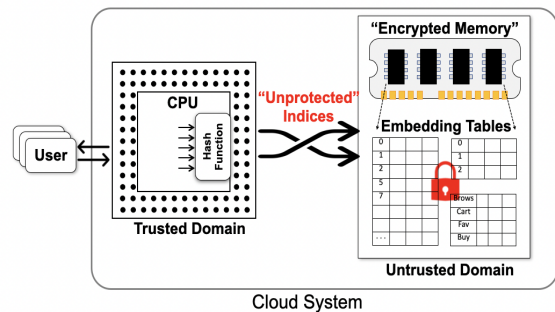 “Encrypted Memory”
CPU
“Unprotected”
Indices
Hash
Function
User
Embedding Tables
0
1
2
5
7
...
0
1
2
Brows
Cart
Fav
Buy
Trusted Domain
Untrusted Domain
Cloud System